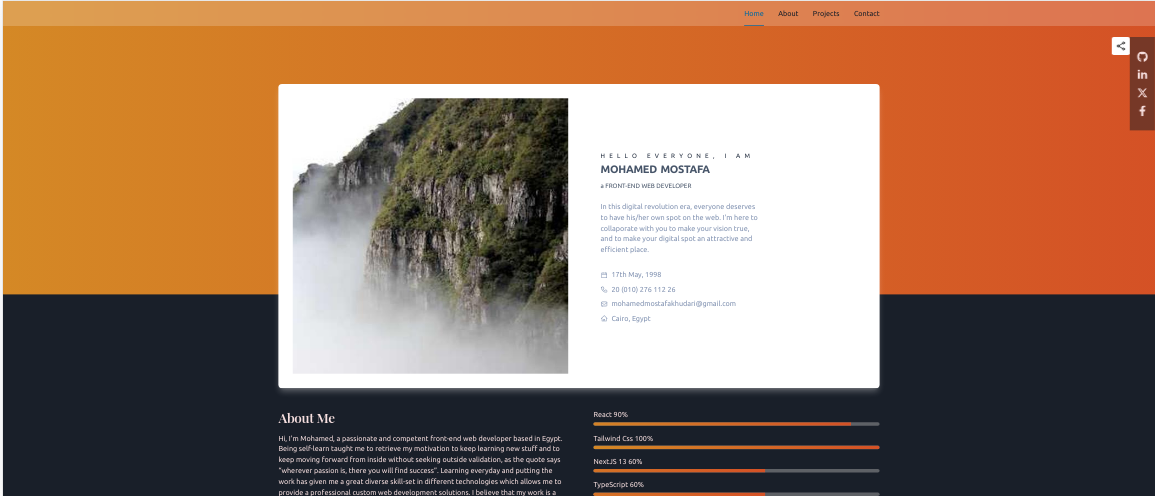 Home About Projects Contact
HELLO EVERYONE, I AM
MOHAMED MOSTAFA
a FRONT-END WEB DEVELOPER
In this digital revolution era, everyone deserves
to have his/her own spot on the web. I'm here to
collaporate with you to make your vision true,
and to make your digital spot an attractive and
efficient place.
17th May, 1998
20 (010) 276 112 26
mohamedmostafakhudari@gmail.com
Cairo, Egypt
About Me
Hi, I'm Mohamed, a passionate and competent front-end web developer based in Egypt.
Being self-learn taught me to retrieve my motivation to keep learning new stuff and to
keep moving forward from inside without seeking outside validation, as the quote says
"wherever passion is, there you will find success". Learning everyday and putting the
work has given me a great diverse skill-set in different technologies which allows me to
provide a professional custom web development solutions. I believe that my work is a
React 90%
Tailwind Css 100%
NextJS 13 60%
TypeScript 60%